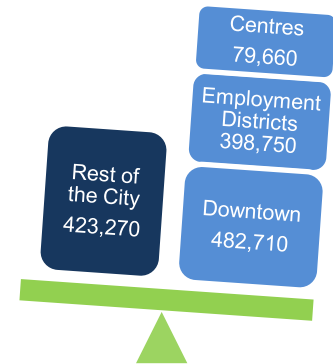 Centres
79,660
Employment
Districts
398,750
Rest of
the City
423,270
Downtown
482,710